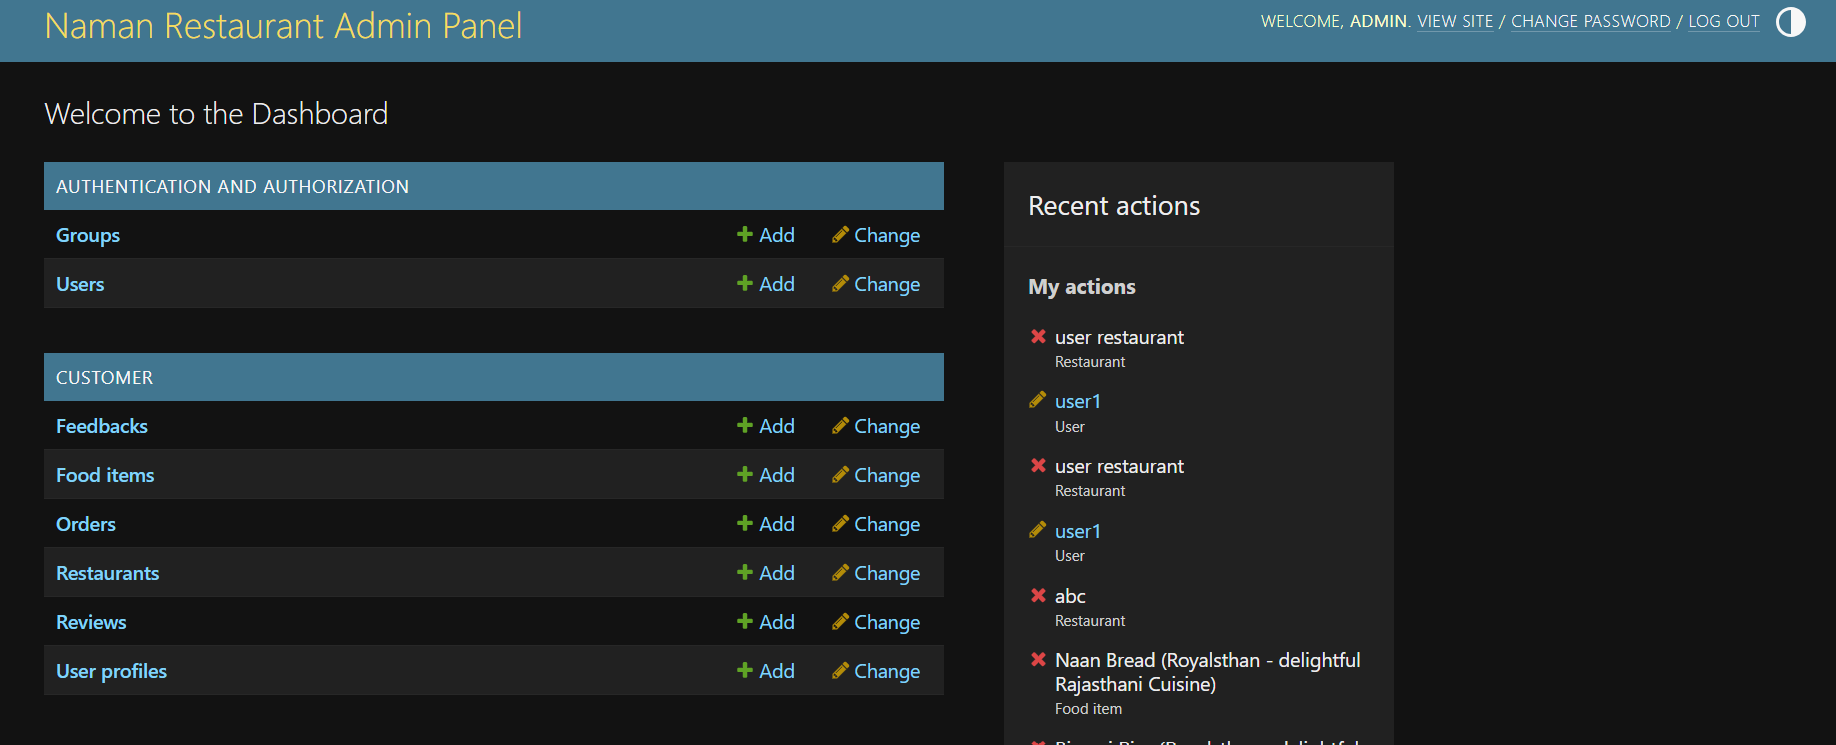 Naman Restaurant Admin Panel
WELCOME, ADMIN. VIEW SITE / CHANGE PASSWORD / LOG OUT
Welcome to the Dashboard
AUTHENTICATION AND AUTHORIZATION
Groups Add Change
Users Add Change
CUSTOMER
Feedbacks Add Change
Food items Add Change
Orders Add Change
Restaurants Add Change
Reviews Add Change
User profiles Add Change
Recent actions
My actions
user restaurant
Restaurant
user1
User
user restaurant
Restaurant
user1
User
abc
Restaurant
Naan Bread (Royalsthan - delightful
Rajasthani Cuisine)
Food item